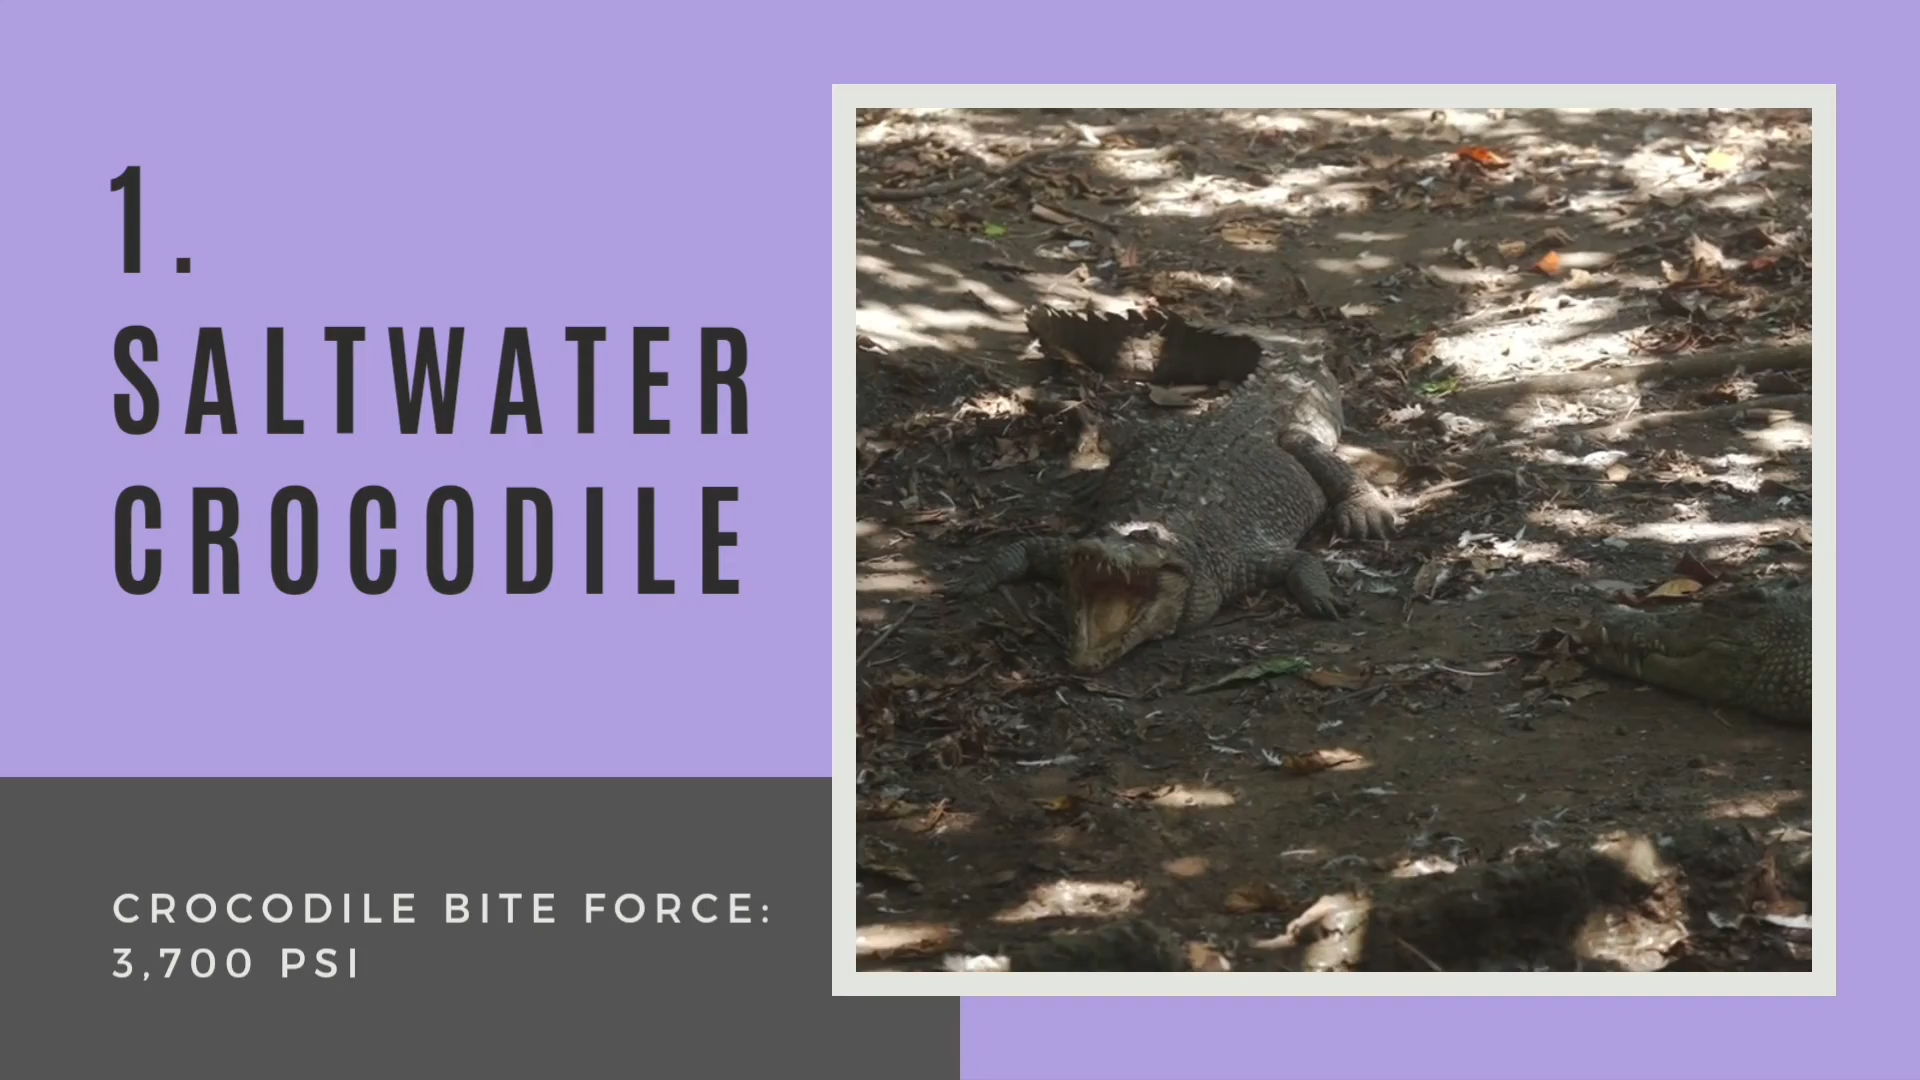 1.
SALTWATER
CROCODILE
CROCODILE BITE FORCE:
3,700 PSI